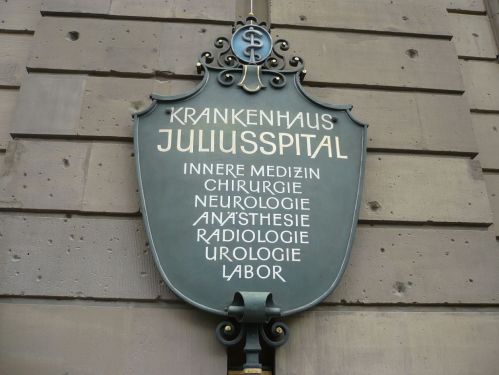 KRANKENHAUS
JULIUSSPITAL
INNERE MEDIZIN
CHIRURGIE
NEUROLOGIE
ANÄSTHESIE
RADIOLOGIE
UROLOGIE
LABOR